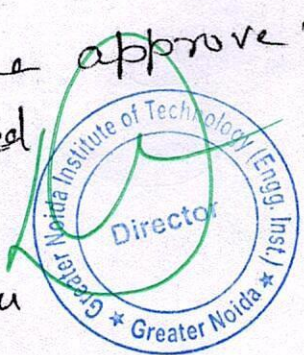 approve
Greater Noida Institute of Technology (Engg. Inst.)
Director
★ Greater Noida ★